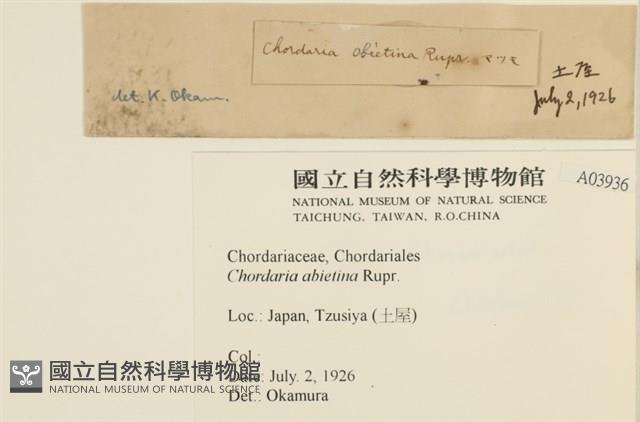 Chordaria abietina Rupr. マツモ
土屋
det. K. Okam.
July 2, 1926
國立自然科學博物館
NATIONAL MUSEUM OF NATURAL SCIENCE
TAICHUNG, TAIWAN, R.O.CHINA
A03936
Chordariaceae, Chordariales
Chordaria abietina Rupr.
Loc.: Japan, Tzusiya (土屋)
Col.:
Date: July. 2, 1926
Det.: Okamura
國立自然科學博物館
NATIONAL MUSEUM OF NATURAL SCIENCE